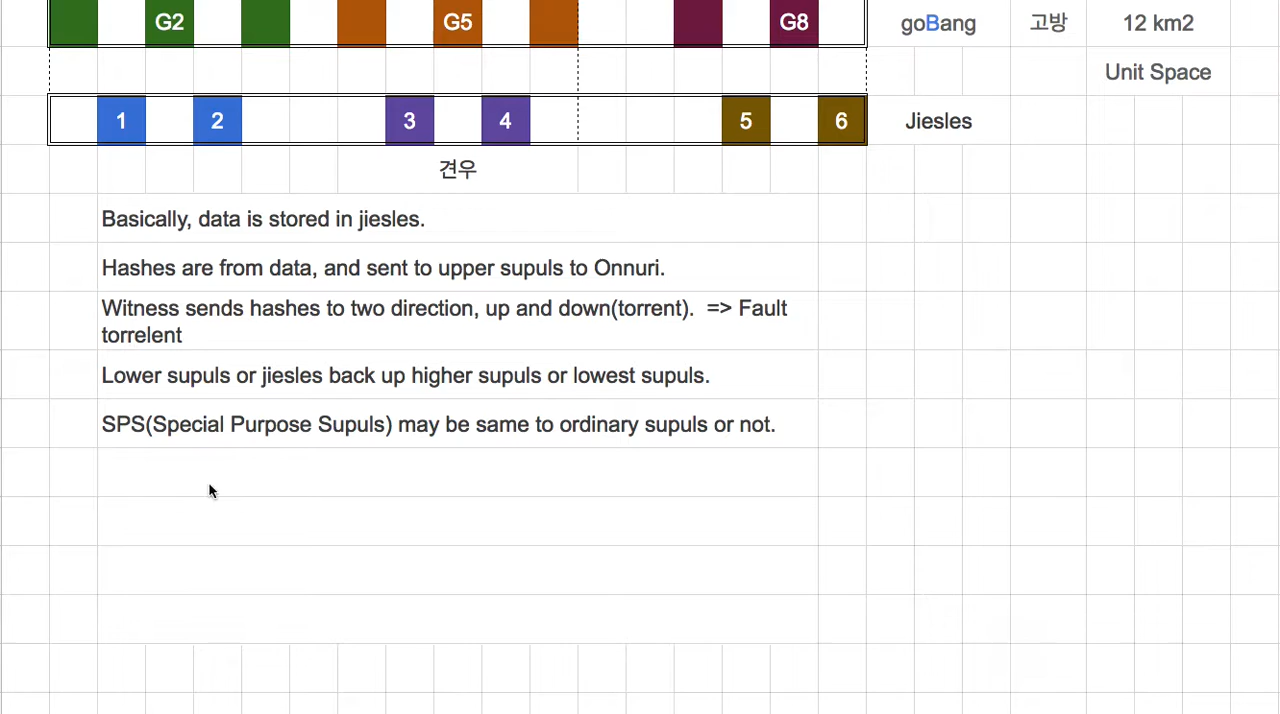 G2 G5 G8 goBang 고방 12 km2
Unit Space
1 2 3 4 5 6 Jiesles
견우
Basically, data is stored in jiesles.
Hashes are from data, and sent to upper supuls to Onnuri.
Witness sends hashes to two direction, up and down(torrent).  => Fault
torrelent
Lower supuls or jiesles back up higher supuls or lowest supuls.
SPS(Special Purpose Supuls) may be same to ordinary supuls or not.